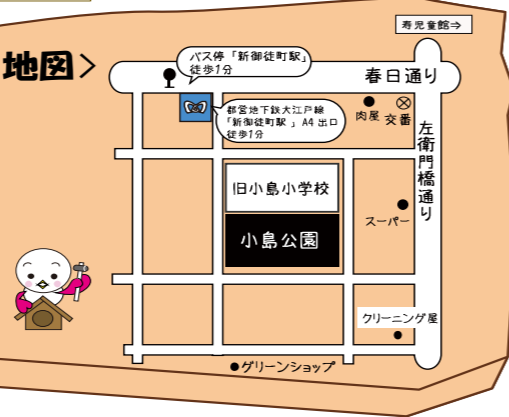 寿児童館⇒
地図>
バス停「新御徒町駅」
徒歩1分
春日通り
都営地下鉄大江戸線
「新御徒町駅 」A4 出口
徒歩1分
肉屋
交番
左衛門橋通り
旧小島小学校
小島公園
スーパー
クリーニング屋
グリーンショップ